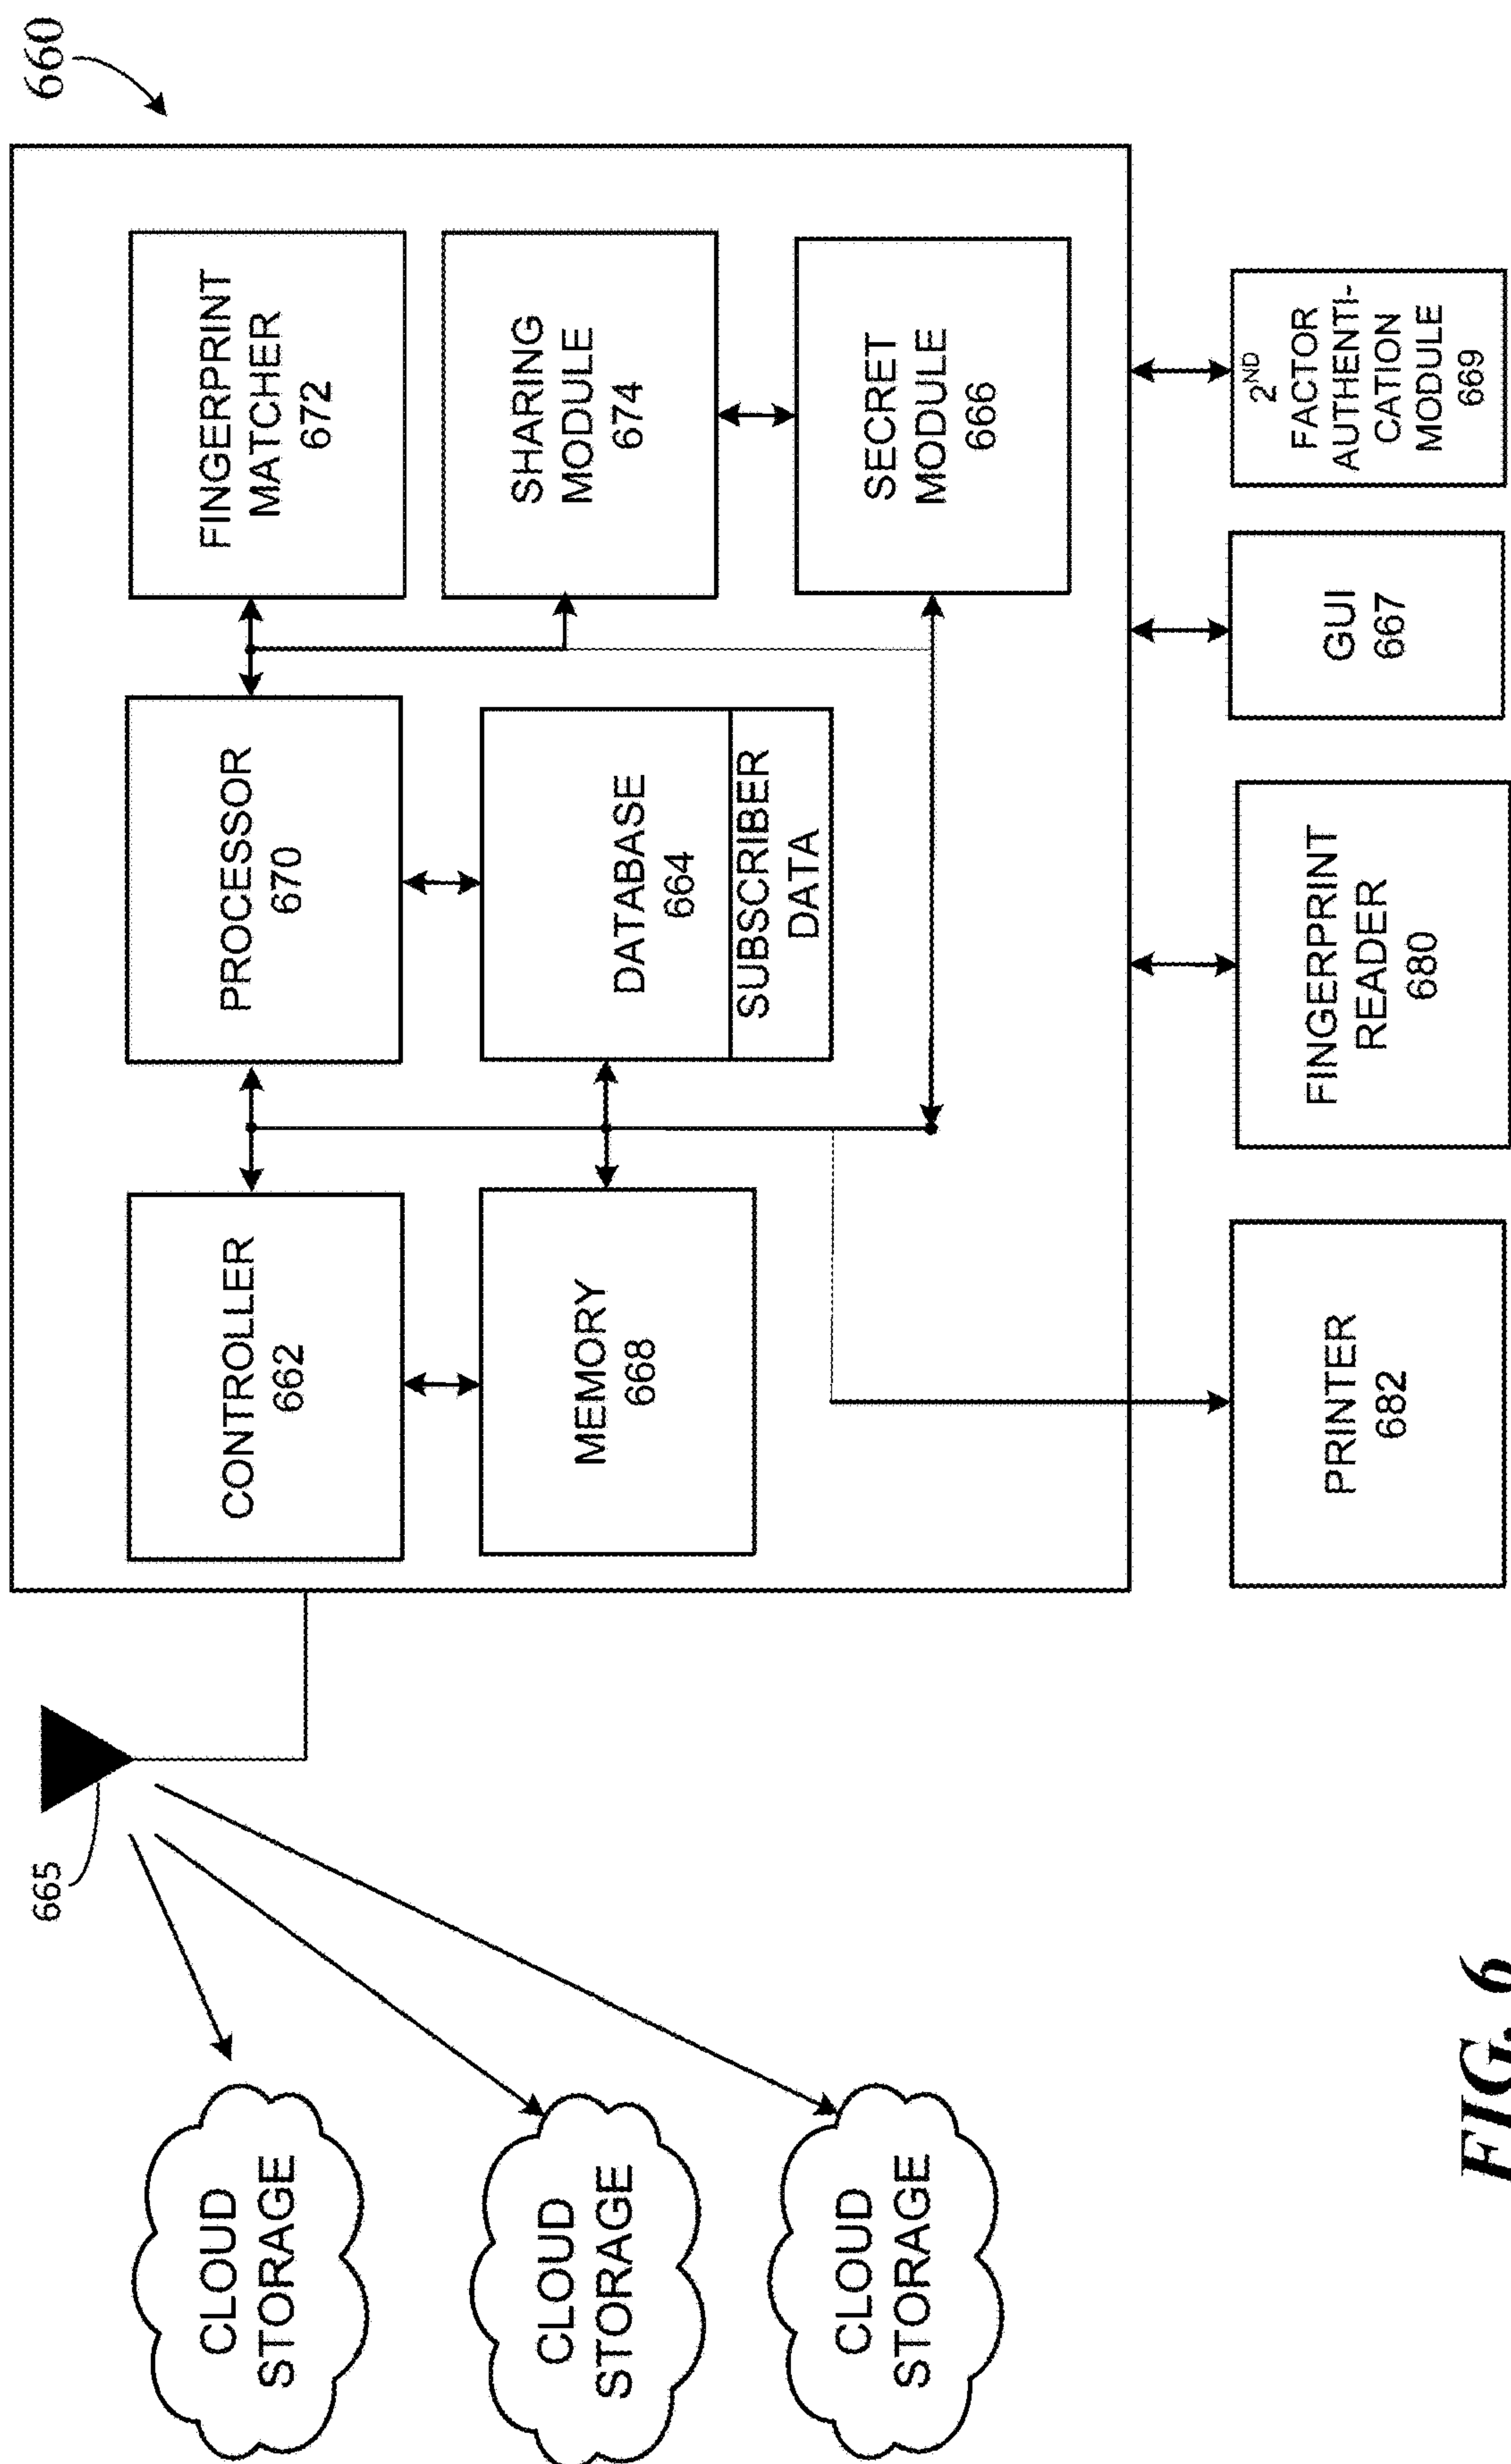 660
665
CLOUD
STORAGE
CLOUD
STORAGE
CLOUD
STORAGE
CONTROLLER
662
PROCESSOR
670
FINGERPRINT
MATCHER
672
MEMORY
668
DATABASE
664
SUBSCRIBER
DATA
SHARING
MODULE
674
SECRET
MODULE
666
PRINTER
682
FINGERPRINT
READER
680
GUI
667
2ND
FACTOR
AUTHENTI-
CATION
MODULE
669
FIG. 6